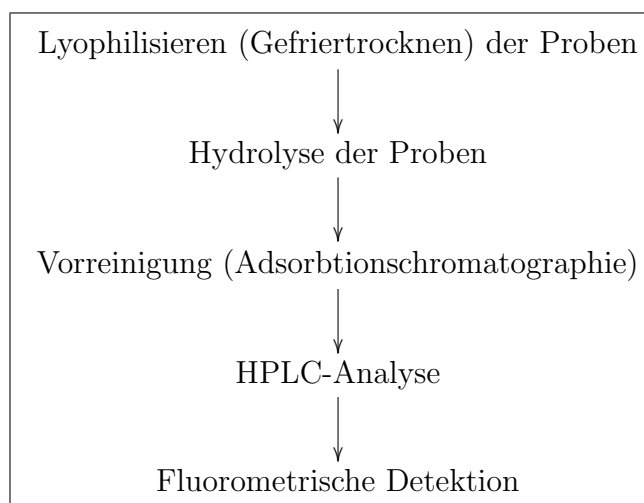 Lyophilisieren (Gefriertrocknen) der Proben
Hydrolyse der Proben
Vorreinigung (Adsorbtionschromatographie)
HPLC-Analyse
Fluorometrische Detektion